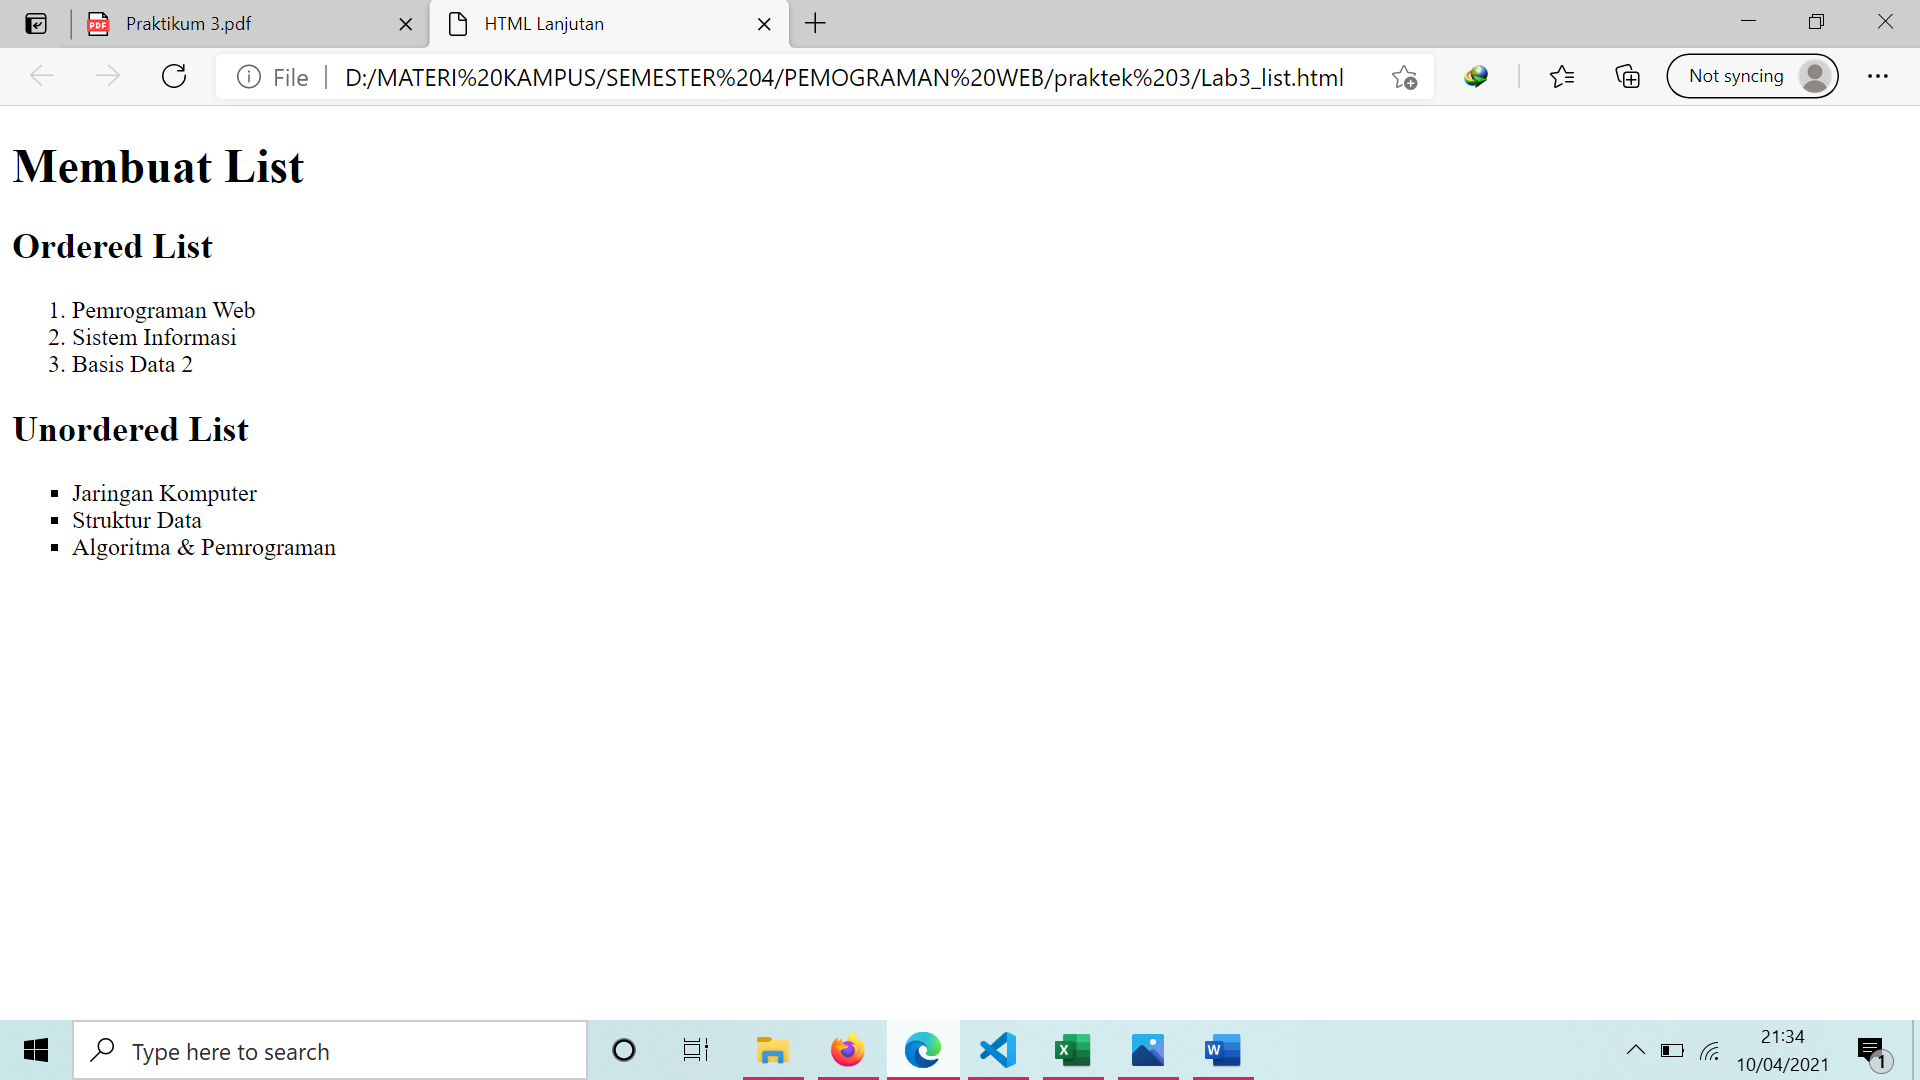 Praktikum 3.pdf
HTML Lanjutan
File
D:/MATERI%20KAMPUS/SEMESTER%204/PEMOGRAMAN%20WEB/praktek%203/Lab3_list.html
Not syncing
Membuat List
Ordered List
1. Pemrograman Web
2. Sistem Informasi
3. Basis Data 2
Unordered List
▪ Jaringan Komputer
▪ Struktur Data
▪ Algoritma & Pemrograman
Type here to search
21:34
10/04/2021
1